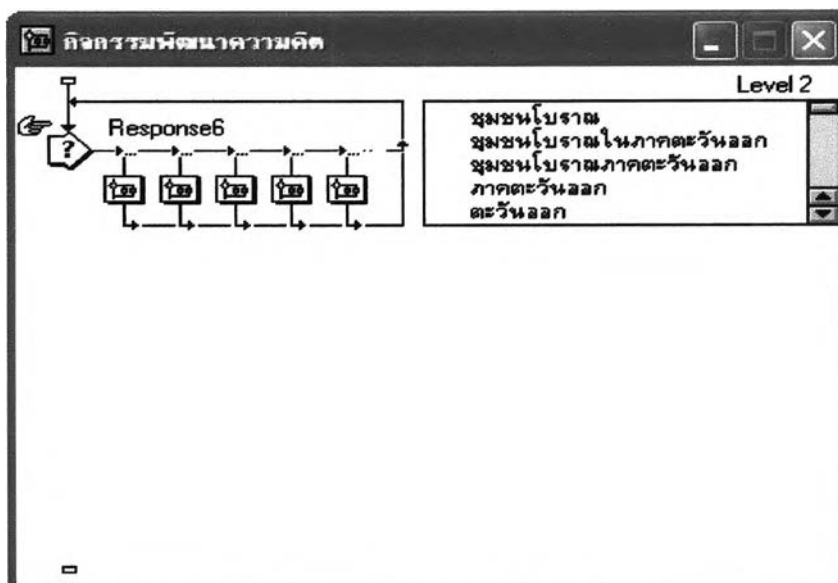 กิจกรรมพัฒนาความคิด
Level 2
Response6
ชุมชนโบราณ
ชุมชนโบราณในภาคตะวันออก
ชุมชนโบราณภาคตะวันออก
ภาคตะวันออก
ตะวันออก